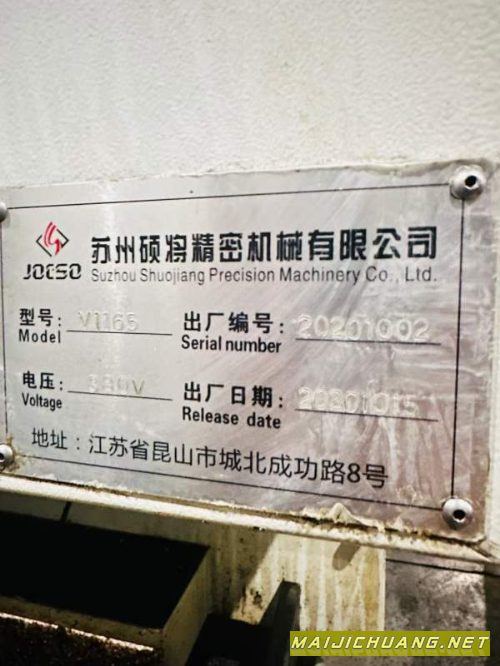 苏州硕将精密机械有限公司
JOCSO Suzhou Shuojiang Precision Machinery Co., Ltd.
型号: V1165 出厂编号: 20201002
Model Serial number
电压: 380V 出厂日期: 20201015
Voltage Release date
地址：江苏省昆山市城北成功路8号
MAIJICHUANG.NET